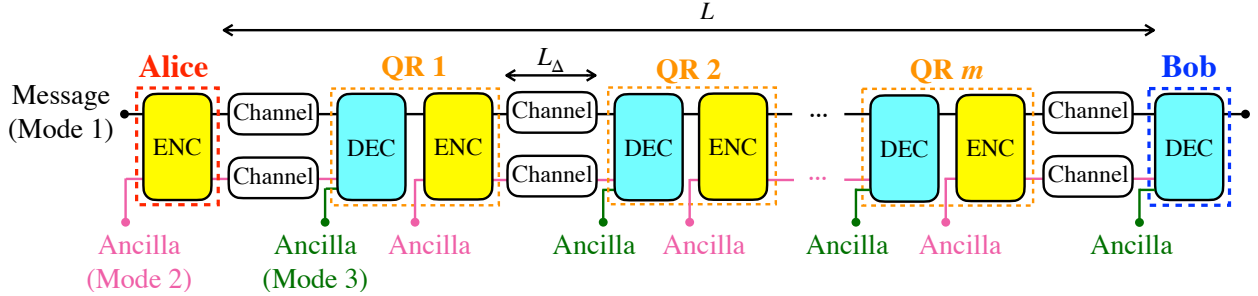 L
Alice
QR 1
L_Δ
QR 2
QR m
Bob
Message
(Mode 1)
ENC
Channel
DEC
ENC
Channel
DEC
ENC
...
DEC
ENC
Channel
DEC
Channel
Channel
...
Channel
Ancilla
(Mode 2)
Ancilla
(Mode 3)
Ancilla
Ancilla
Ancilla
Ancilla
Ancilla
Ancilla